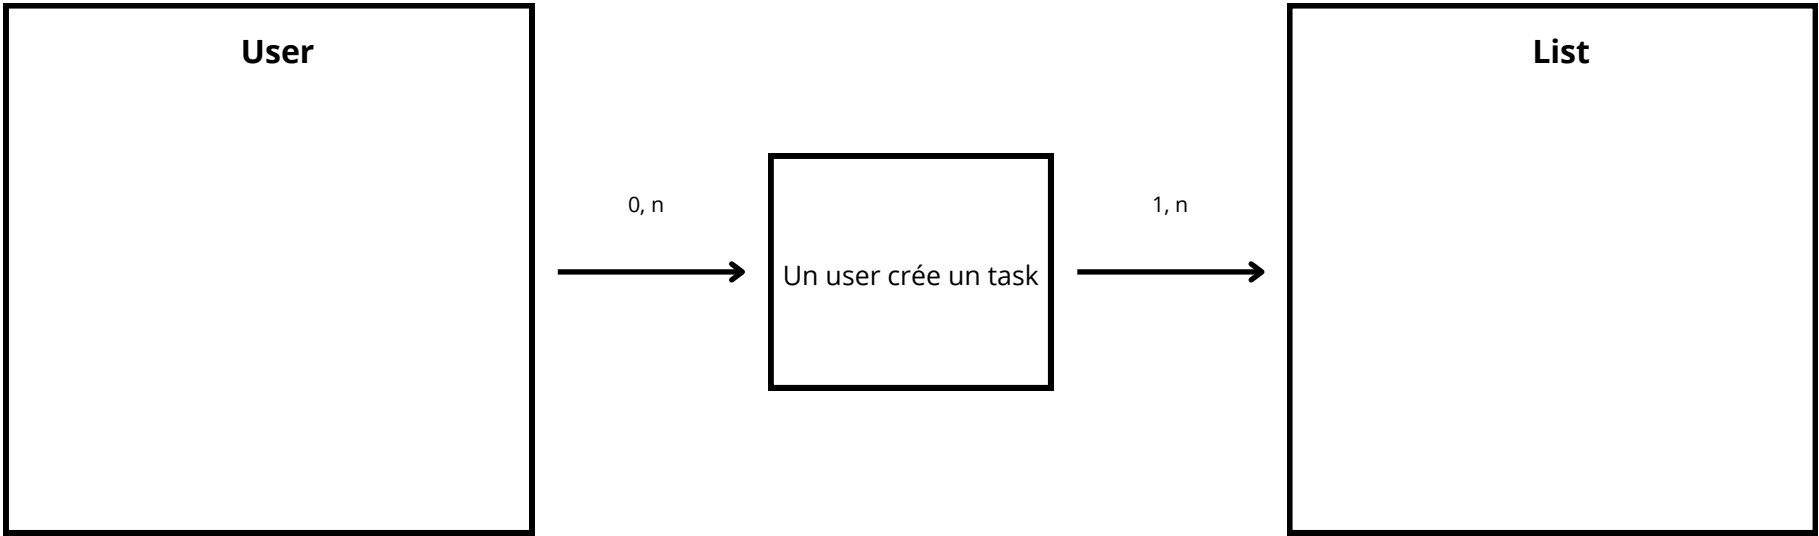 User
List
0, n
1, n
Un user crée un task